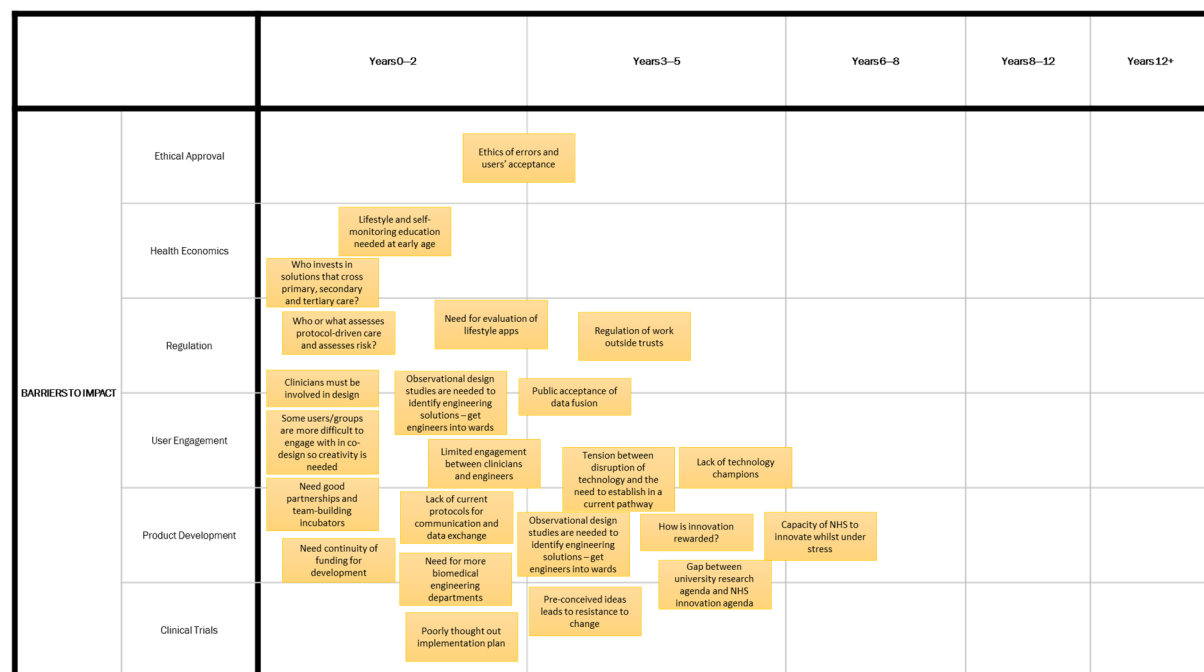 Years 0–2
Years 3–5
Years 6–8
Years 8–12
Years 12+
BARRIERS TO IMPACT
Ethical Approval
Ethics of errors and
users’ acceptance
Health Economics
Lifestyle and self-
monitoring education
needed at early age
Who invests in
solutions that cross
primary, secondary
and tertiary care?
Regulation
Who or what assesses
protocol-driven care
and assesses risk?
Need for evaluation of
lifestyle apps
Regulation of work
outside trusts
User Engagement
Clinicians must be
involved in design
Observational design
studies are needed to
identify engineering
solutions – get
engineers into wards
Public acceptance of
data fusion
Some users/groups
are more difficult to
engage with in co-
design so creativity is
needed
Limited engagement
between clinicians
and engineers
Tension between
disruption of
technology and the
need to establish in a
current pathway
Lack of technology
champions
Product Development
Need good
partnerships and
team-building
incubators
Lack of current
protocols for
communication and
data exchange
Observational design
studies are needed to
identify engineering
solutions – get
engineers into wards
How is innovation
rewarded?
Capacity of NHS to
innovate whilst under
stress
Need continuity of
funding for
development
Need for more
biomedical
engineering
departments
Gap between
university research
agenda and NHS
innovation agenda
Clinical Trials
Poorly thought out
implementation plan
Pre-conceived ideas
leads to resistance to
change